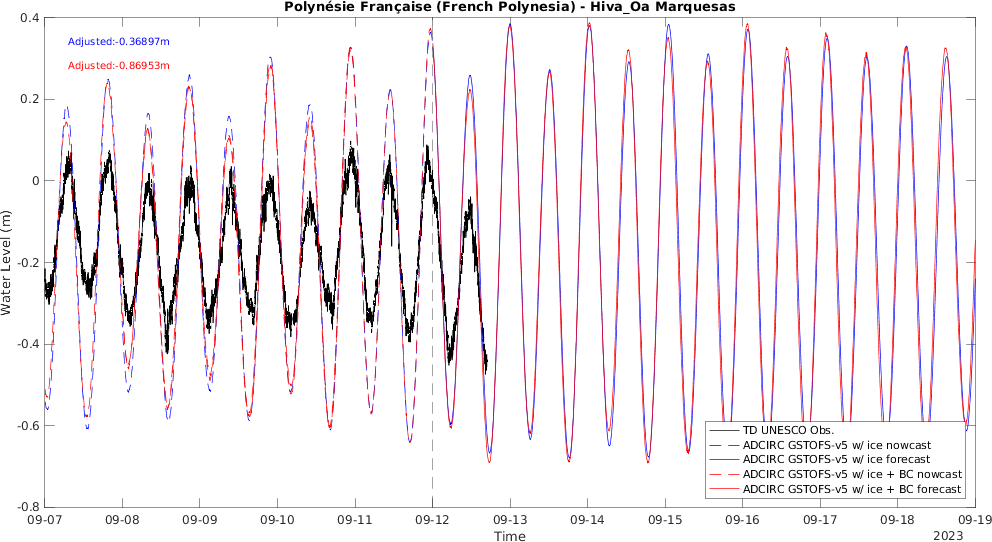 Polynésie Française (French Polynesia) - Hiva_Oa Marquesas
Adjusted:-0.36897m
Adjusted:-0.86953m
0.4
0.2
0
-0.2
-0.4
-0.6
-0.8
Water Level (m)
TD UNESCO Obs.
ADCIRC GSTOFS-v5 w/ ice nowcast
ADCIRC GSTOFS-v5 w/ ice forecast
ADCIRC GSTOFS-v5 w/ ice + BC nowcast
ADCIRC GSTOFS-v5 w/ ice + BC forecast
09-07 09-08 09-09 09-10 09-11 09-12 09-13 09-14 09-15 09-16 09-17 09-18 09-19
Time
2023